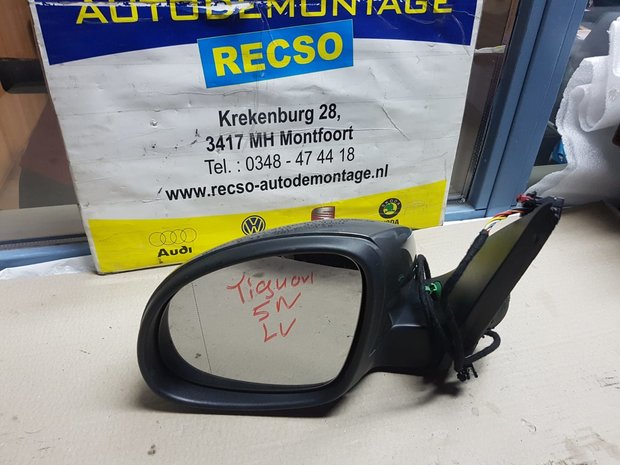 AUTODEMONTAGE
RECSO
Krekenburg 28,
3417 MH Montfoort
Tel. : 0348 - 47 44 18
www.recso-autodemontage.nl
Audi
Tiguan
5N
LV